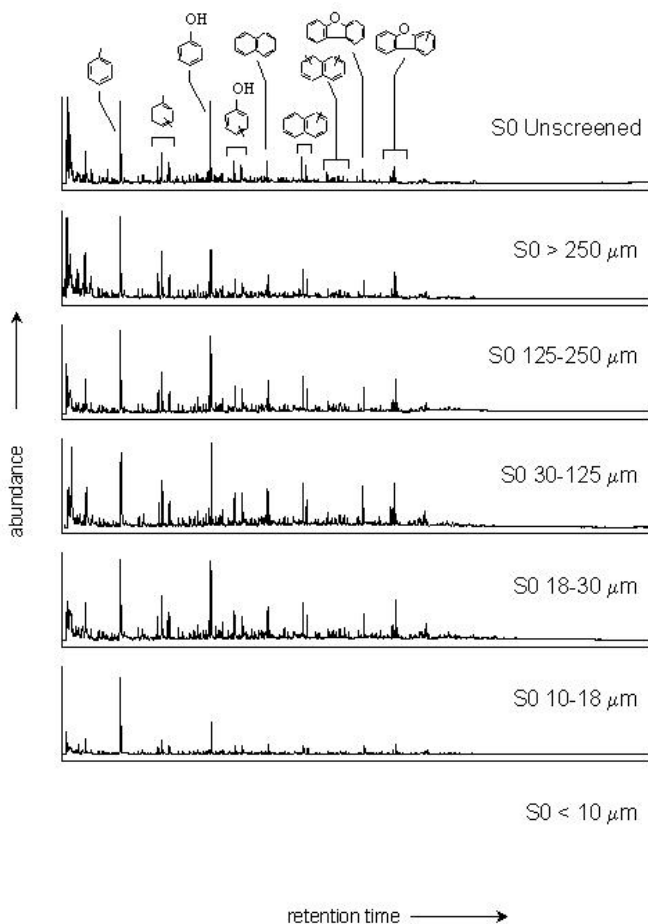 OH
O
O
OH
S0 Unscreened
S0 > 250 μm
S0 125-250 μm
S0 30-125 μm
S0 18-30 μm
S0 10-18 μm
S0 < 10 μm
abundance
retention time